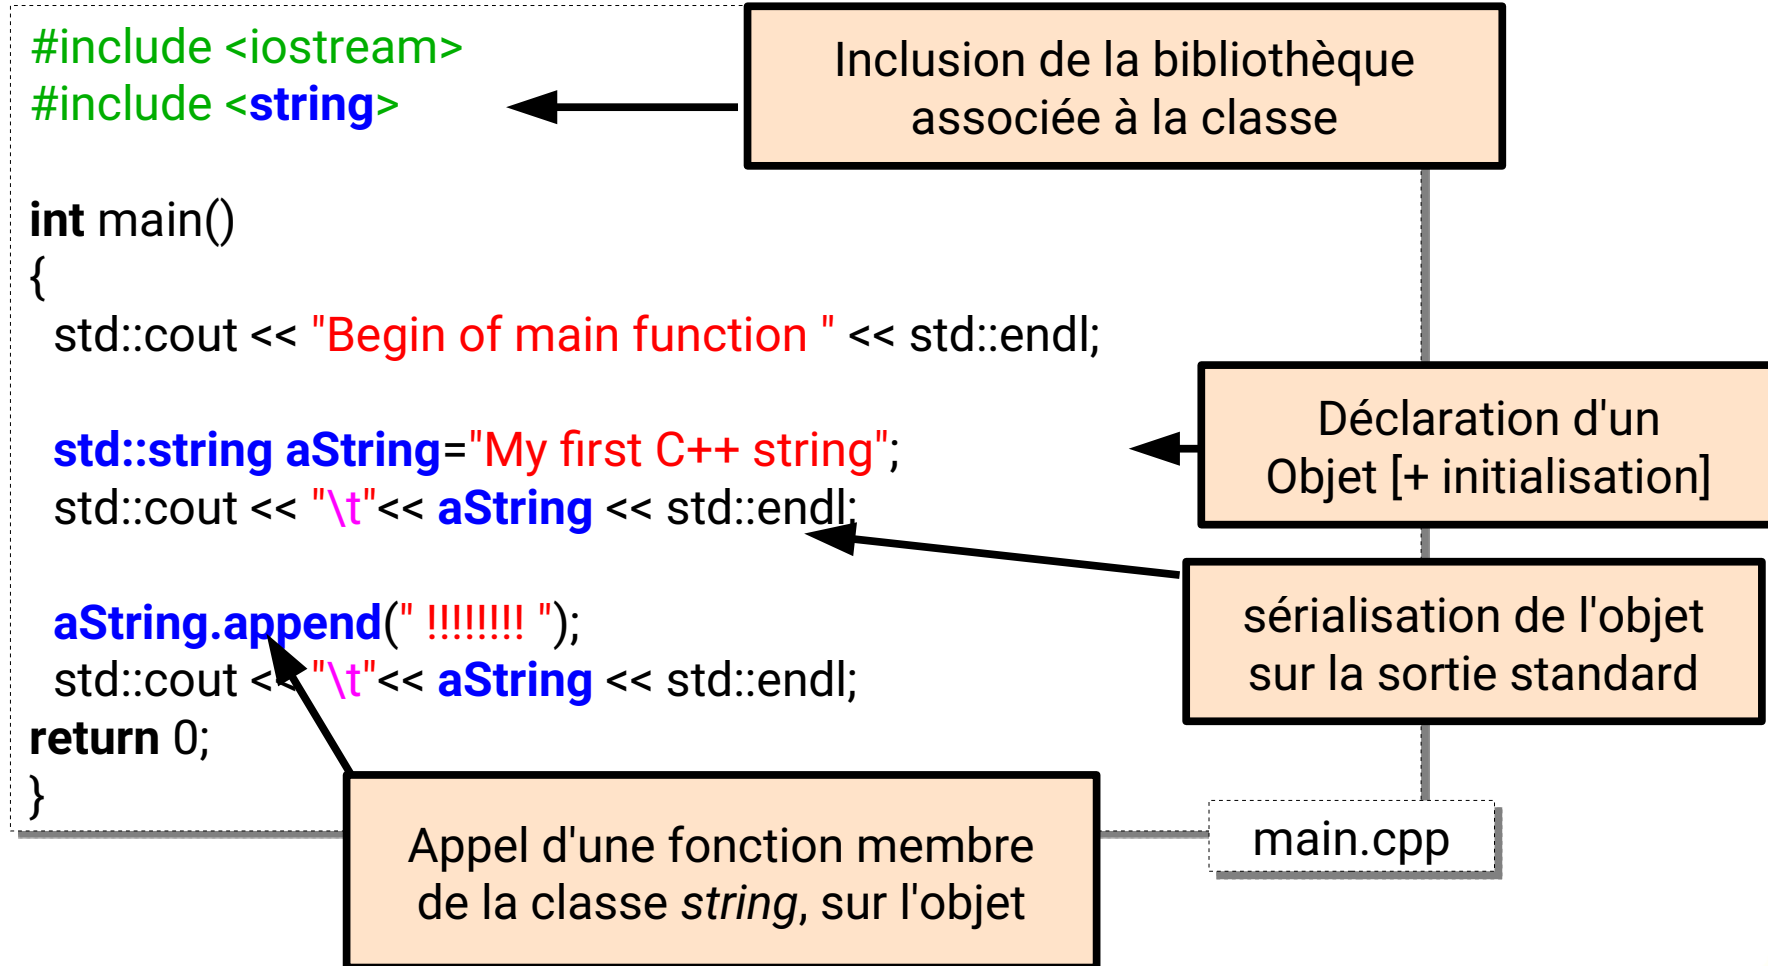 #include <iostream>
#include <string>
Inclusion de la bibliothèque
associée à la classe
int main()
{
std::cout << "Begin of main function " << std::endl;
std::string aString="My first C++ string";
Déclaration d'un
Objet [+ initialisation]
std::cout << "\t"<< aString << std::endl;
sérialisation de l'objet
sur la sortie standard
aString.append(" !!!!!!!! ");
std::cout << "\t"<< aString << std::endl;
return 0;
}
Appel d'une fonction membre
de la classe string, sur l'objet
main.cpp